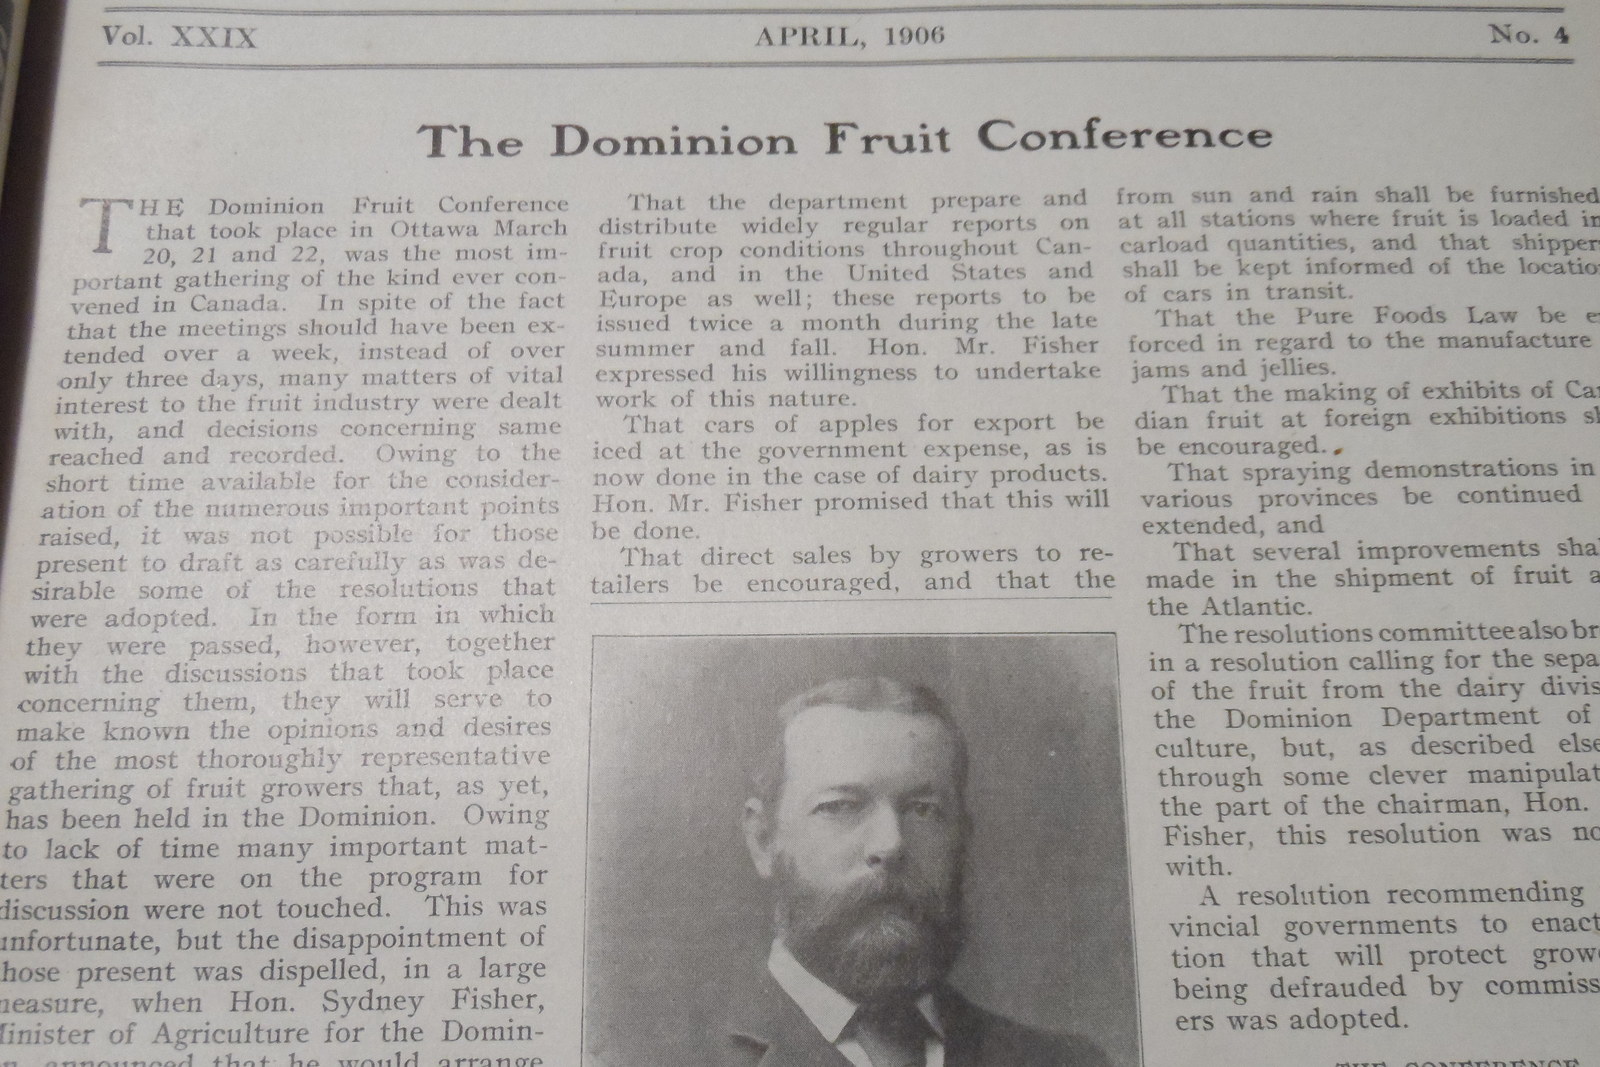 Vol. XXIX APRIL, 1906 No. 4
The Dominion Fruit Conference
THE Dominion Fruit Conference
that took place in Ottawa March
20, 21 and 22, was the most im-
portant gathering of the kind ever con-
vened in Canada. In spite of the fact
that the meetings should have been ex-
tended over a week, instead of over
only three days, many matters of vital
interest to the fruit industry were dealt
with, and decisions concerning same
reached and recorded. Owing to the
short time available for the consider-
ation of the numerous important points
raised, it was not possible for those
present to draft as carefully as was de-
sirable some of the resolutions that
were adopted. In the form in which
they were passed, however, together
with the discussions that took place
concerning them, they will serve to
make known the opinions and desires
of the most thoroughly representative
gathering of fruit growers that, as yet,
has been held in the Dominion. Owing
to lack of time many important mat-
ters that were on the program for
discussion were not touched. This was
unfortunate, but the disappointment of
hose present was dispelled, in a large
neasure, when Hon. Sydney Fisher,
Minister of Agriculture for the Domin-
announced that he would arrange
That the department prepare and
distribute widely regular reports on
fruit crop conditions throughout Can-
ada, and in the United States and
Europe as well; these reports to be
issued twice a month during the late
summer and fall. Hon. Mr. Fisher
expressed his willingness to undertake
work of this nature.
That cars of apples for export be
iced at the government expense, as is
now done in the case of dairy products.
Hon. Mr. Fisher promised that this will
be done.
That direct sales by growers to re-
tailers be encouraged, and that the
from sun and rain shall be furnished
at all stations where fruit is loaded in
carload quantities, and that shipper
shall be kept informed of the locatio
of cars in transit.
That the Pure Foods Law be e
forced in regard to the manufacture
jams and jellies.
That the making of exhibits of Ca
dian fruit at foreign exhibitions s
be encouraged.
That spraying demonstrations in
various provinces be continued
extended, and
That several improvements sha
made in the shipment of fruit a
the Atlantic.
The resolutions committee also br
in a resolution calling for the sepa
of the fruit from the dairy divis
the Dominion Department of
culture, but, as described else
through some clever manipulat
the part of the chairman, Hon.
Fisher, this resolution was no
with.
A resolution recommending
vincial governments to enact
tion that will protect grow
being defrauded by commiss
ers was adopted.
THE CONFERENCE